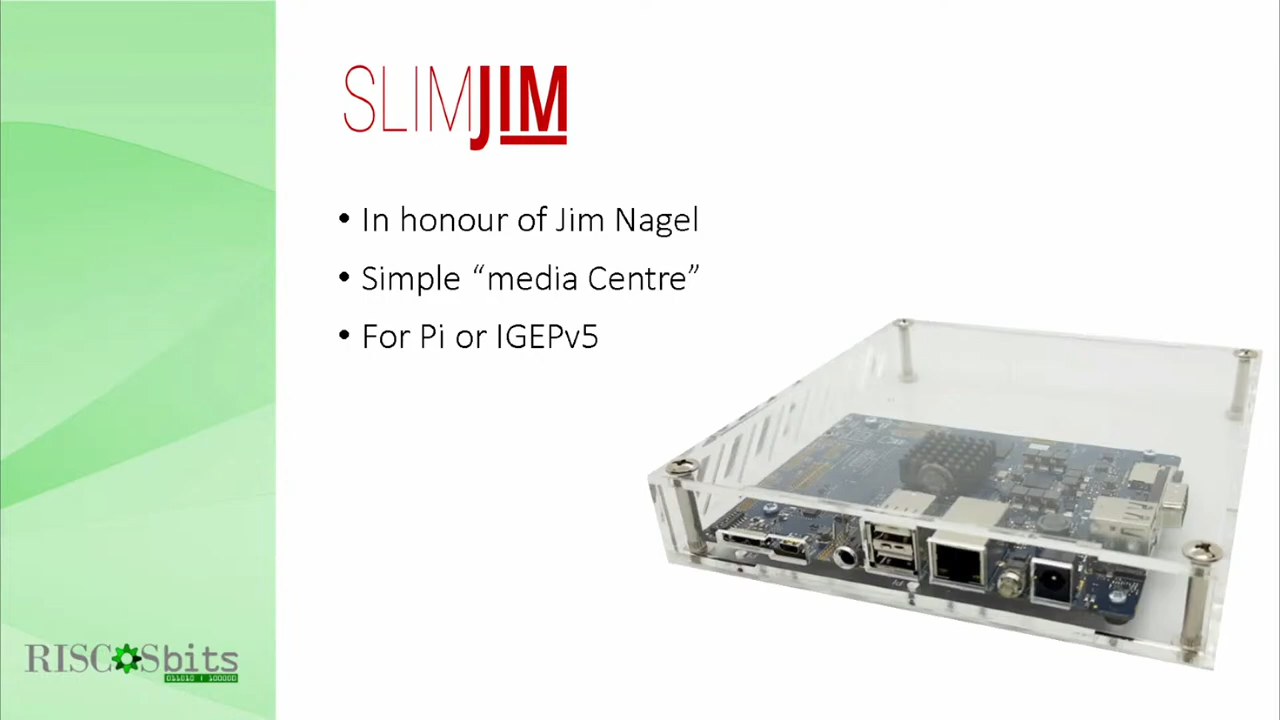 SLIMJIM
• In honour of Jim Nagel
• Simple “media Centre”
• For Pi or IGEPv5
RISCOSbits